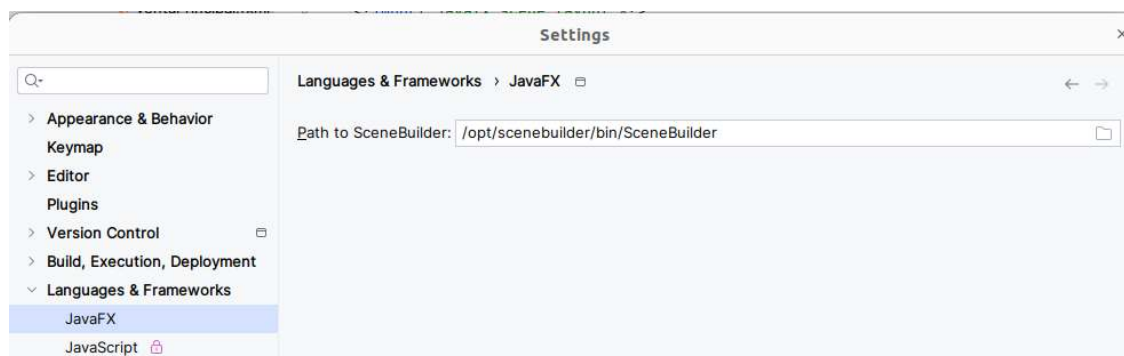 Settings
Languages & Frameworks › JavaFX
Appearance & Behavior
Path to SceneBuilder: /opt/scenebuilder/bin/SceneBuilder
Keymap
Editor
Plugins
Version Control
Build, Execution, Deployment
Languages & Frameworks
JavaFX
JavaScript